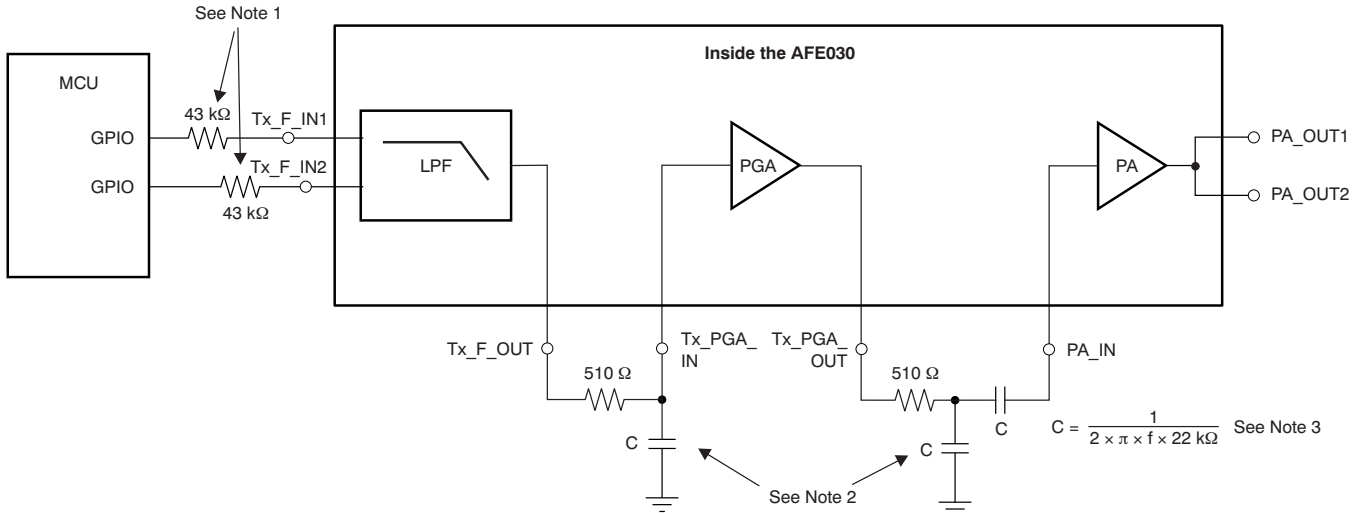 See Note 1
Inside the AFE030
MCU
43 kΩ
Tx_F_IN1
GPIO
PA_OUT1
Tx_F_IN2
LPF
PGA
PA
GPIO
PA_OUT2
43 kΩ
Tx_F_OUT
Tx_PGA_
IN
Tx_PGA_
OUT
PA_IN
510 Ω
510 Ω
C
C
C
C = 1
2 × π × f × 22 kΩ
See Note 3
See Note 2